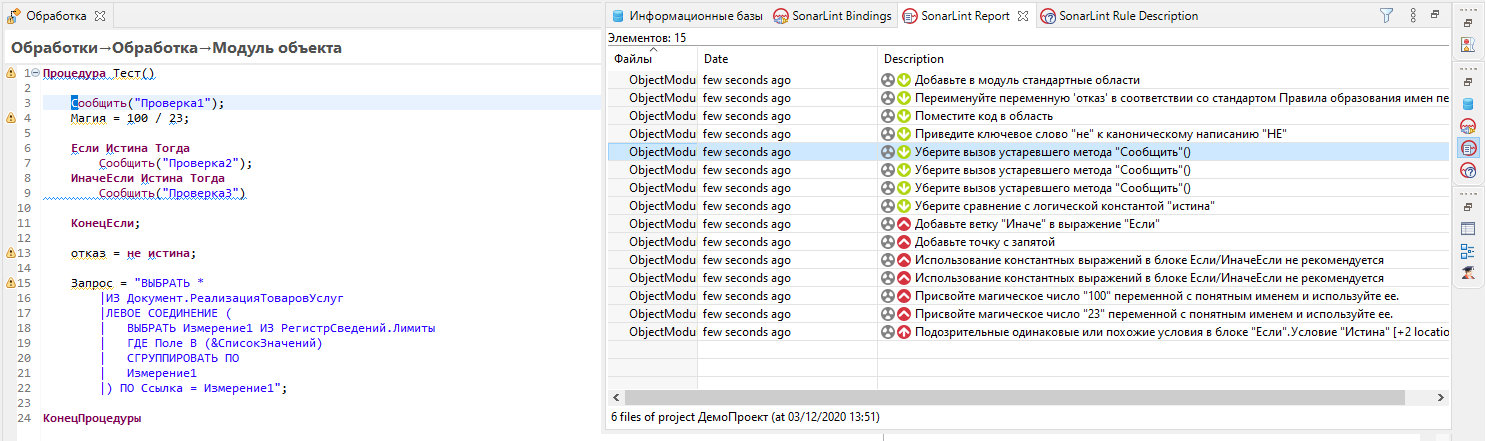 Обработка
Обработки→Обработка→Модуль объекта
1 Процедура Тест()
2
3 Сообщить("Проверка1");
4 Магия = 100 / 23;
5
6 Если Истина Тогда
7 Сообщить("Проверка2");
8 ИначеЕсли Истина Тогда
9 Сообщить("Проверка3")
10
11 КонецЕсли;
12
13 отказ = не истина;
14
15 Запрос = "ВЫБРАТЬ *
16 |ИЗ Документ.РеализацияТоваровУслуг
17 |ЛЕВОЕ СОЕДИНЕНИЕ (
18 | ВЫБРАТЬ Измерение1 ИЗ РегистрСведений.Лимиты
19 | ГДЕ Поле В (&СписокЗначений)
20 | СГРУППИРОВАТЬ ПО
21 | Измерение1
22 |) ПО Ссылка = Измерение1";
23
24 КонецПроцедуры
Информационные базы SonarLint Bindings SonarLint Report SonarLint Rule Description
Элементов: 15
Файлы Date Description
ObjectModu few seconds ago Добавьте в модуль стандартные области
ObjectModu few seconds ago Переименуйте переменную 'отказ' в соответствии со стандартом Правила образования имен пе
ObjectModu few seconds ago Поместите код в область
ObjectModu few seconds ago Приведите ключевое слово "не" к каноническому написанию "НЕ"
ObjectModu few seconds ago Уберите вызов устаревшего метода "Сообщить"()
ObjectModu few seconds ago Уберите вызов устаревшего метода "Сообщить"()
ObjectModu few seconds ago Уберите вызов устаревшего метода "Сообщить"()
ObjectModu few seconds ago Уберите сравнение с логической константой "истина"
ObjectModu few seconds ago Добавьте ветку "Иначе" в выражение "Если"
ObjectModu few seconds ago Добавьте точку с запятой
ObjectModu few seconds ago Использование константных выражений в блоке Если/ИначеЕсли не рекомендуется
ObjectModu few seconds ago Использование константных выражений в блоке Если/ИначеЕсли не рекомендуется
ObjectModu few seconds ago Присвойте магическое число "100" переменной с понятным именем и используйте ее.
ObjectModu few seconds ago Присвойте магическое число "23" переменной с понятным именем и используйте ее.
ObjectModu few seconds ago Подозрительные одинаковые или похожие условия в блоке "Если".Условие "Истина" [+2 locatio
6 files of project ДемоПроект (at 03/12/2020 13:51)